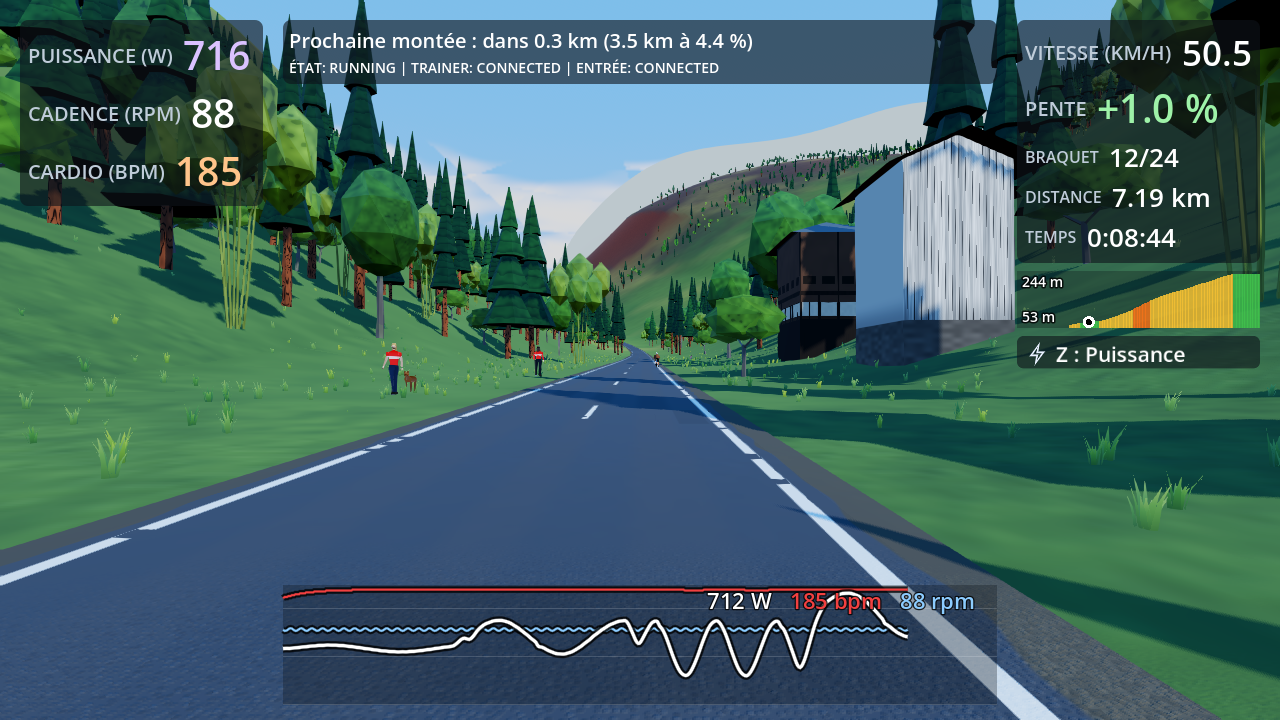 PUISSANCE (W) 716
CADENCE (RPM) 88
CARDIO (BPM) 185
Prochaine montée : dans 0.3 km (3.5 km à 4.4 %)
ÉTAT: RUNNING | TRAINER: CONNECTED | ENTRÉE: CONNECTED
VITESSE (KM/H) 50.5
PENTE +1.0 %
BRAQUET 12/24
DISTANCE 7.19 km
TEMPS 0:08:44
244 m
53 m
Z : Puissance
712 W 185 bpm 88 rpm